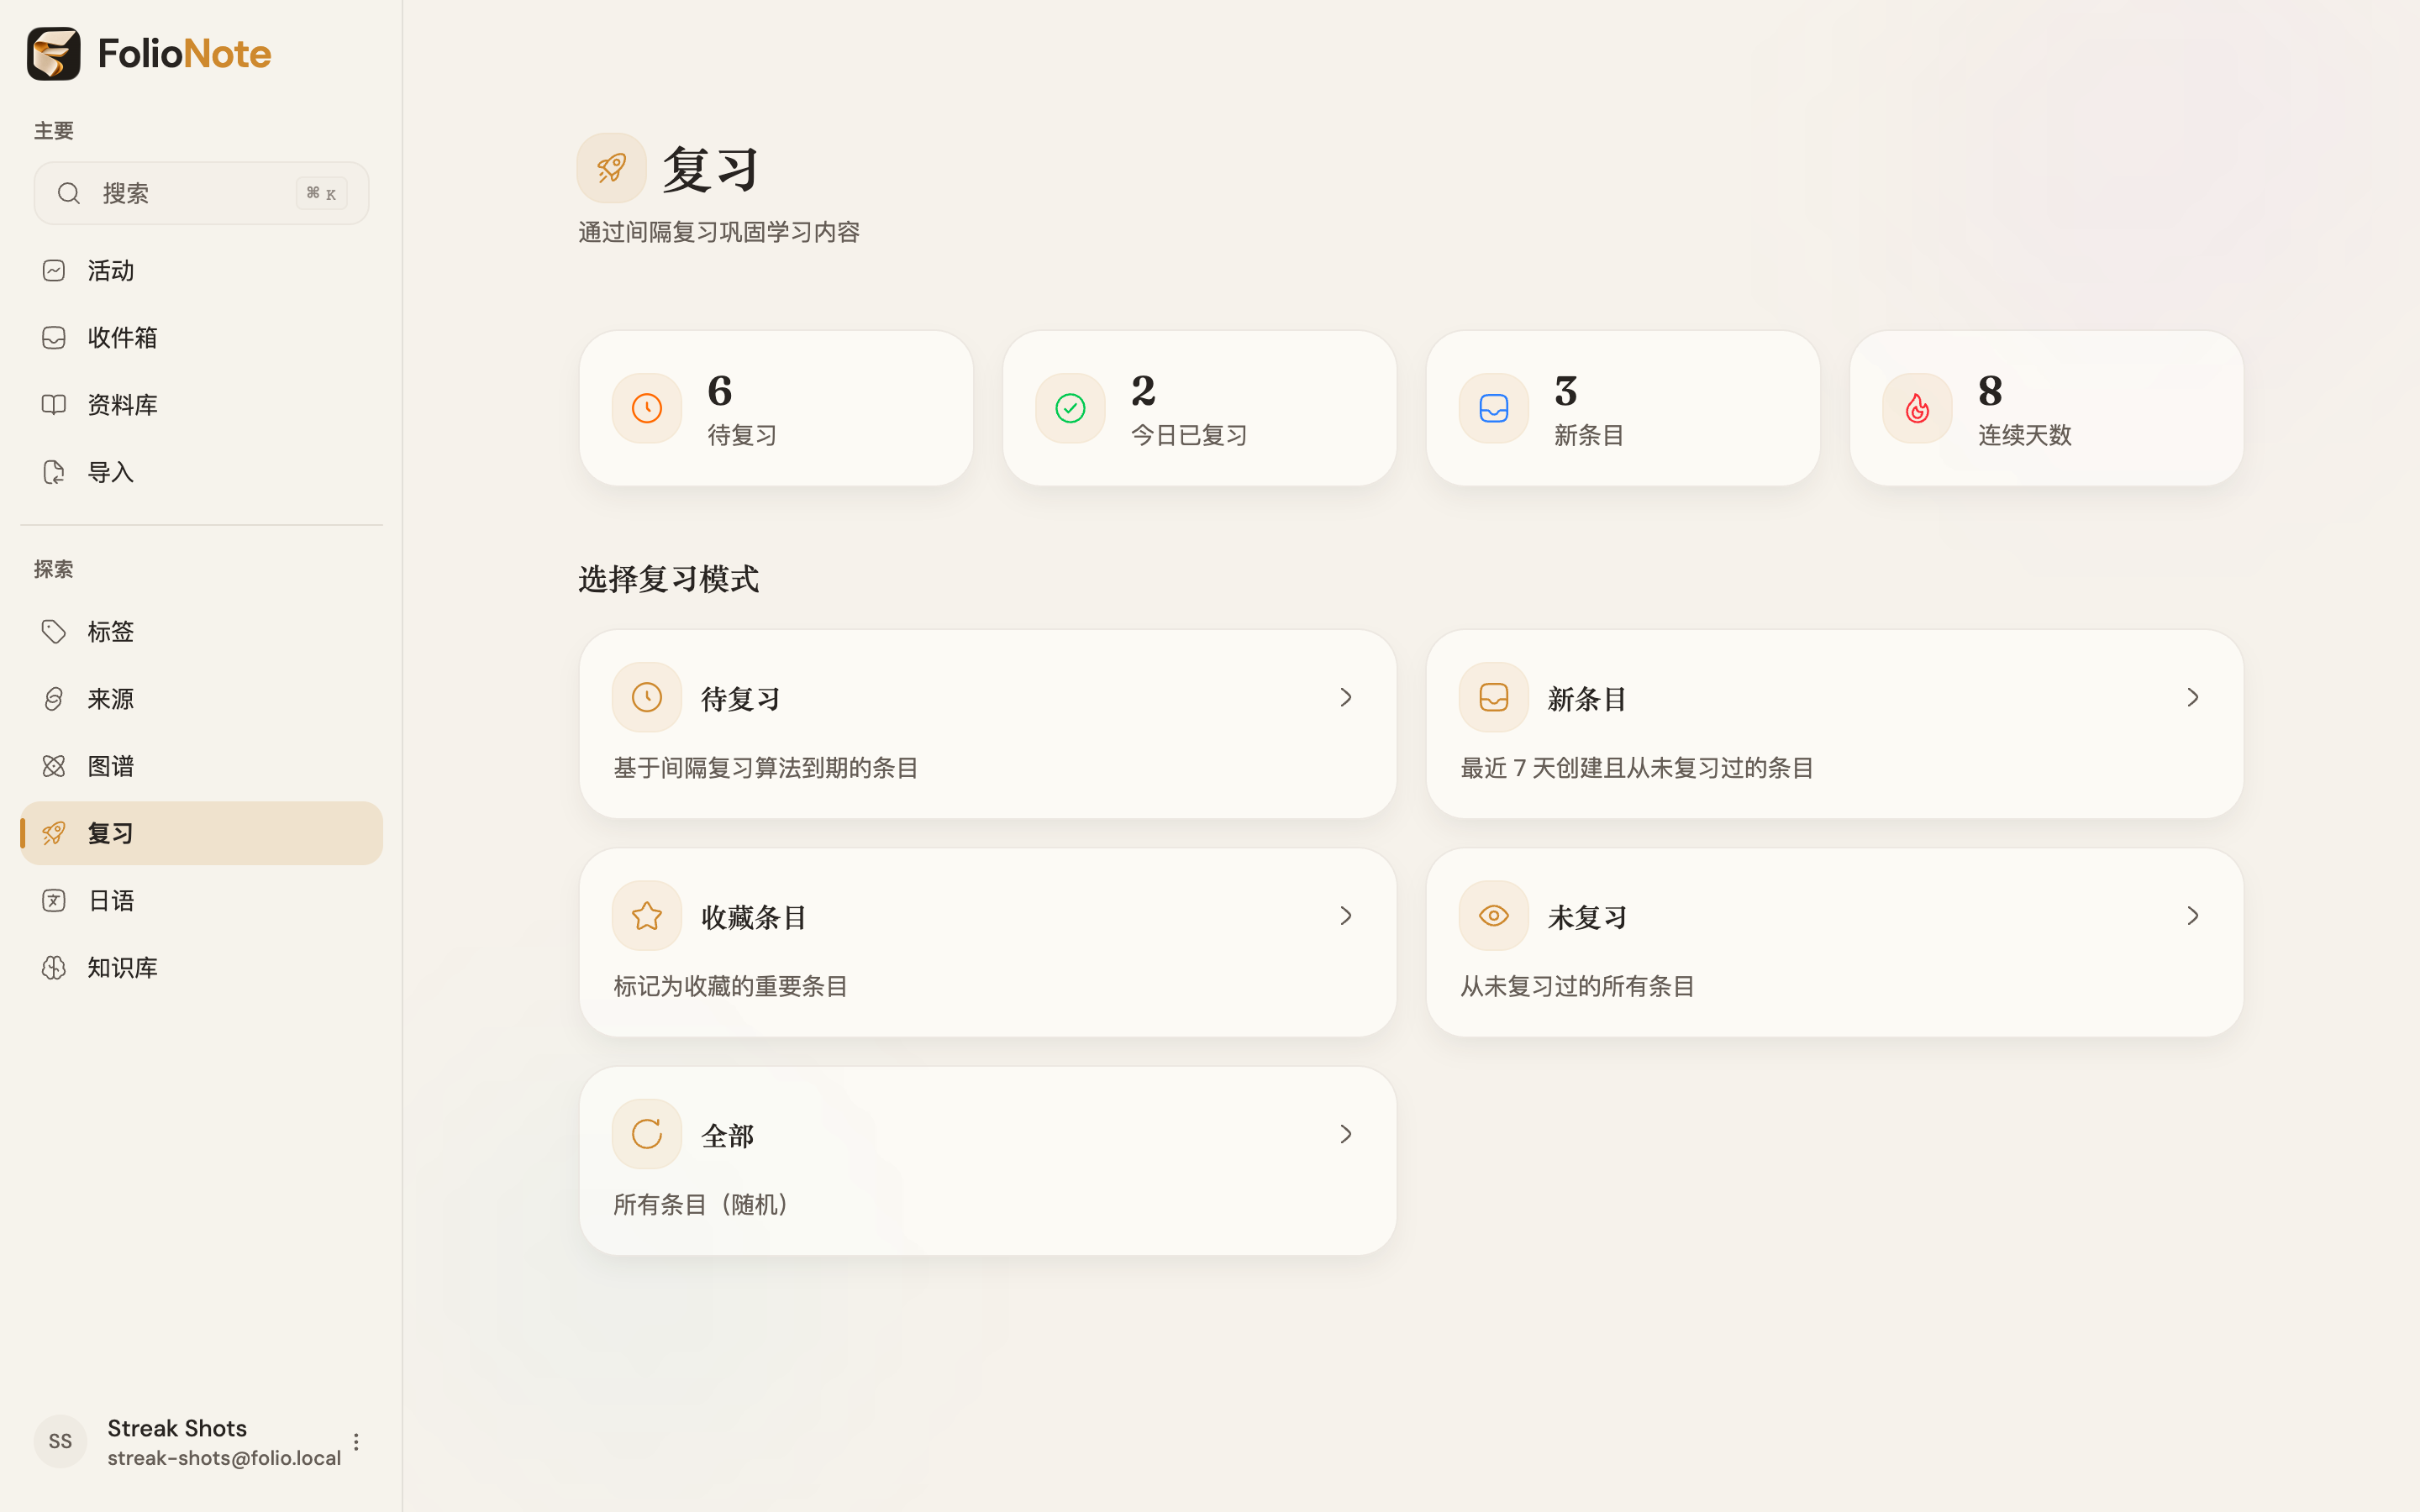 FolioNote
主要
搜索
⌘ K
活动
收件箱
资料库
导入
探索
标签
来源
图谱
复习
日语
知识库
SS
Streak Shots
streak-shots@folio.local
复习
通过间隔复习巩固学习内容
6
待复习
2
今日已复习
3
新条目
8
连续天数
选择复习模式
待复习
基于间隔复习算法到期的条目
新条目
最近 7 天创建且从未复习过的条目
收藏条目
标记为收藏的重要条目
未复习
从未复习过的所有条目
全部
所有条目（随机）